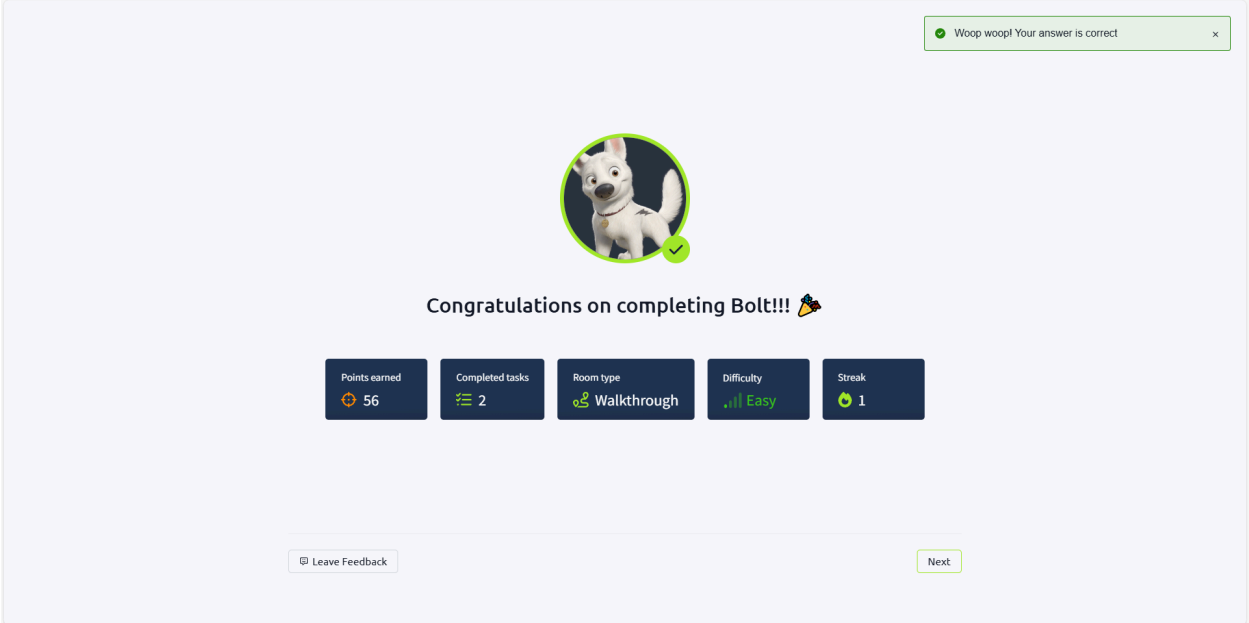 Woop woop! Your answer is correct
Congratulations on completing Bolt!!! 🎉
Points earned
56
Completed tasks
2
Room type
Walkthrough
Difficulty
Easy
Streak
1
Leave Feedback
Next